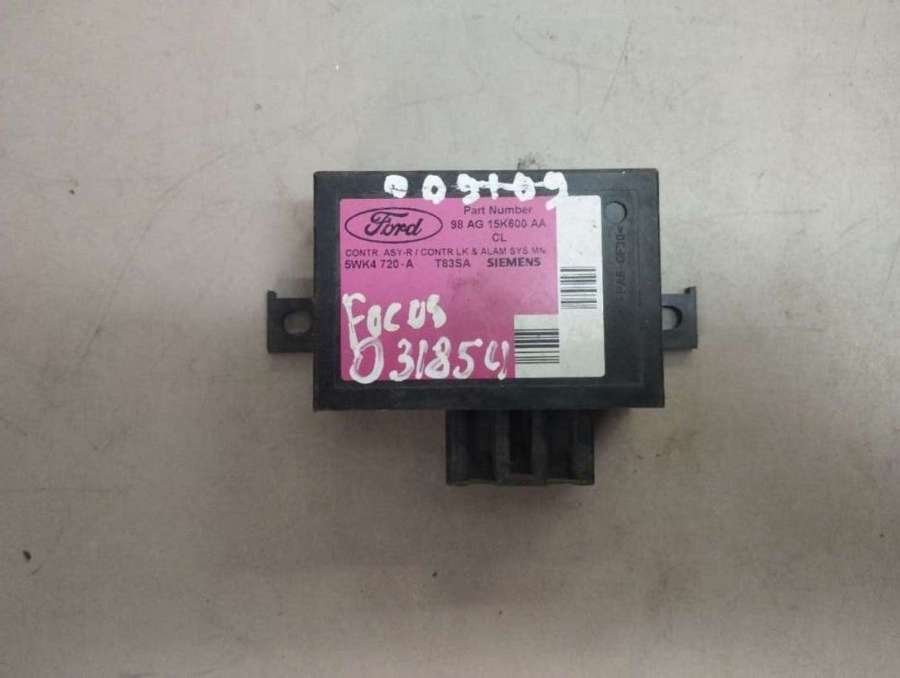 Ford
Part Number
98 AG 15K600 AA
CL
CONTR. ASY-R / CONTR LK & ALAM SYS MN
5WK4 720-A T83SA SIEMENS
Focus
031854